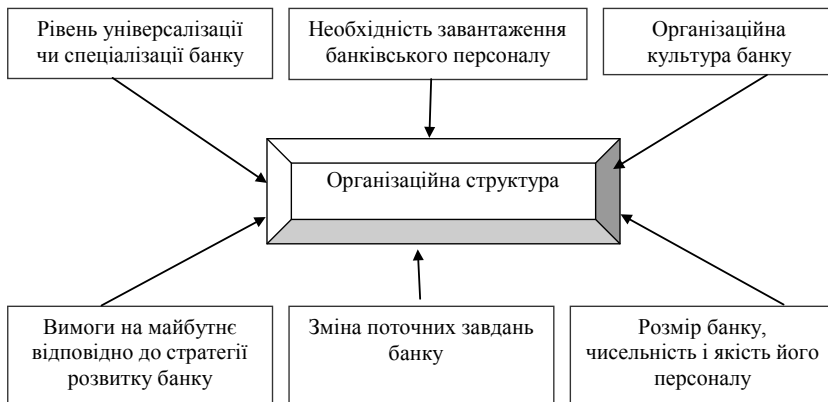 Рівень універсалізації
чи спеціалізації банку
Необхідність завантаження
банківського персоналу
Організаційна
культура банку
Організаційна структура
Вимоги на майбутнє
відповідно до стратегії
розвитку банку
Зміна поточних завдань
банку
Розмір банку,
чисельність і якість його
персоналу